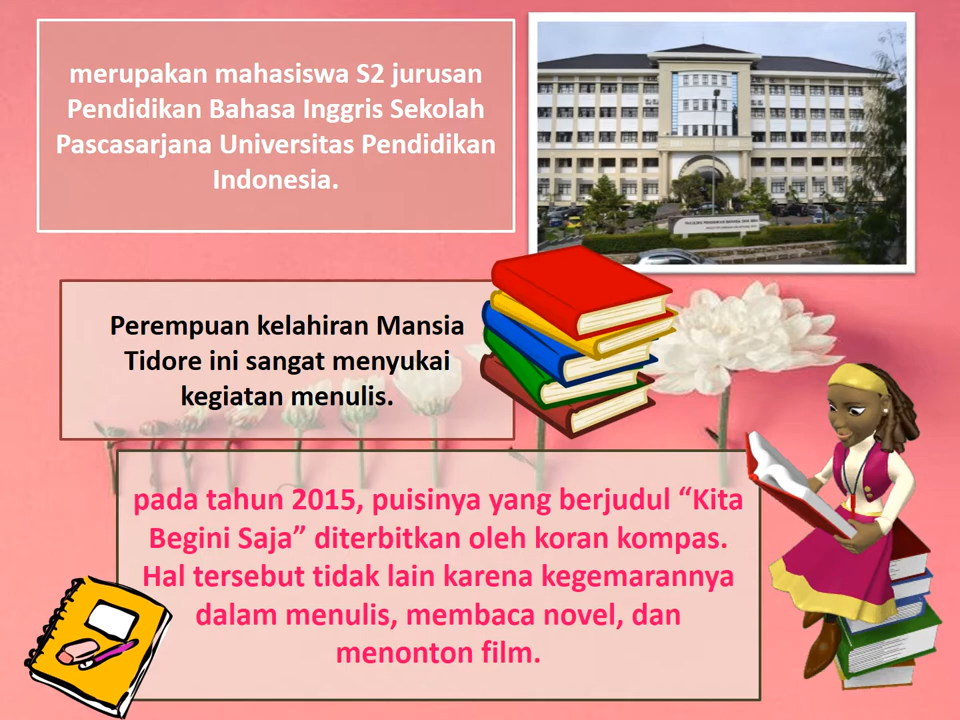 merupakan mahasiswa S2 jurusan
Pendidikan Bahasa Inggris Sekolah
Pascasarjana Universitas Pendidikan
Indonesia.
Perempuan kelahiran Mansia
Tidore ini sangat menyukai
kegiatan menulis.
pada tahun 2015, puisinya yang berjudul “Kita
Begini Saja” diterbitkan oleh koran kompas.
Hal tersebut tidak lain karena kegemarannya
dalam menulis, membaca novel, dan
menonton film.